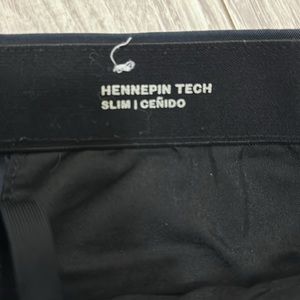 HENNEPIN TECH
SLIM | CEÑIDO